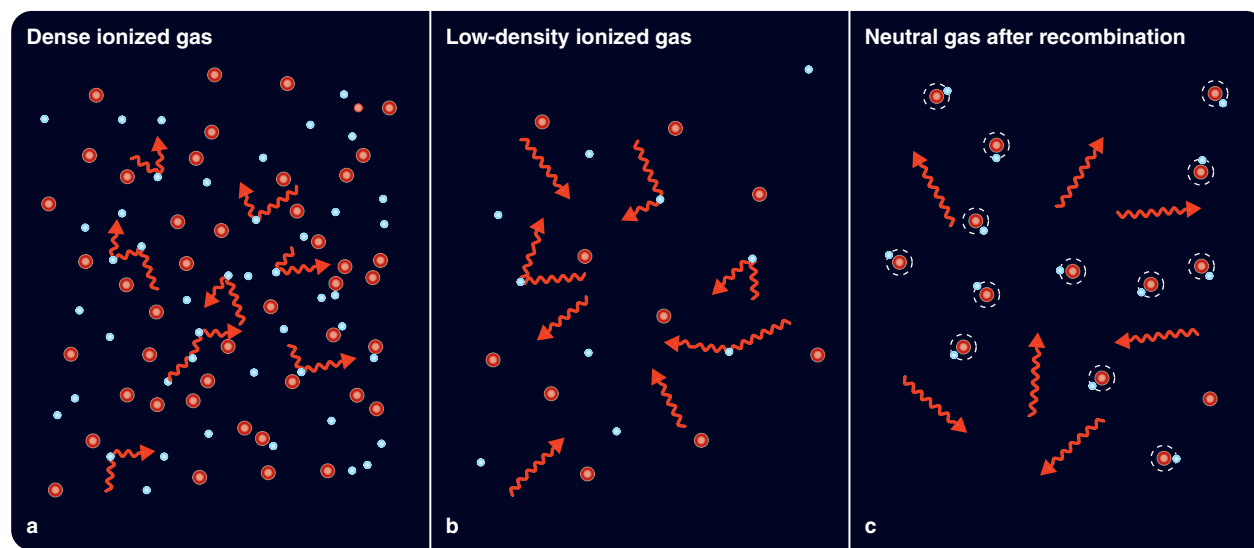 Dense ionized gas
Low-density ionized gas
Neutral gas after recombination
a
b
c